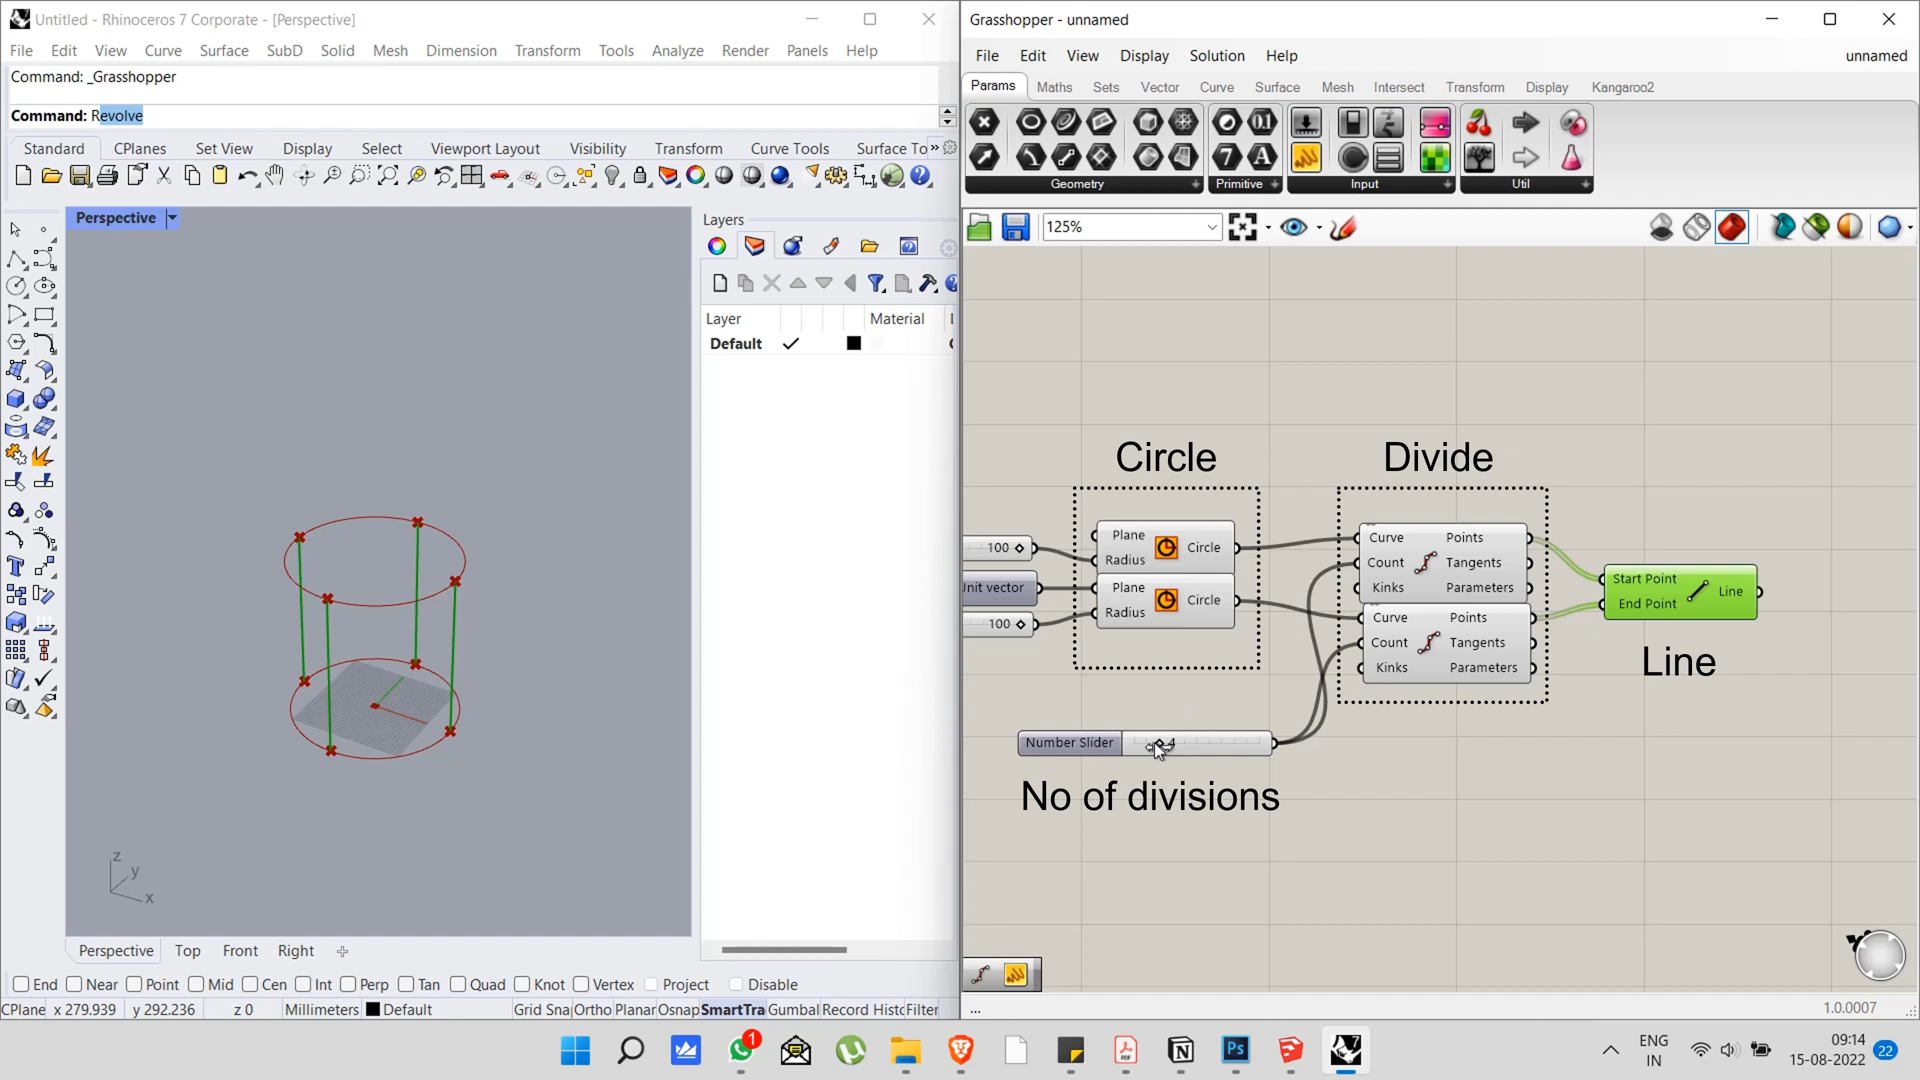 Untitled - Rhinoceros 7 Corporate - [Perspective]
File Edit View Curve Surface SubD Solid Mesh Dimension Transform Tools Analyze Render Panels Help
Command: _Grasshopper
Command: Revolve
Standard CPlanes Set View Display Select Viewport Layout Visibility Transform Curve Tools Surface To »
Perspective
z
y
x
Perspective Top Front Right
Layers
Layer Material
Default
End Near Point Mid Cen Int Perp Tan Quad Knot Vertex Project Disable
CPlane x 279.939 y 292.236 z 0 Millimeters Default Grid Snap Ortho Planar Osnap SmartTra Gumbal Record Histo Filter
Grasshopper - unnamed
File Edit View Display Solution Help unnamed
Params Maths Sets Vector Curve Surface Mesh Intersect Transform Display Kangaroo2
Geometry Primitive Input Util
125%
Circle
Divide
100
Unit vector
100
Plane
Radius
Circle
Plane
Radius
Circle
Curve Points
Count Tangents
Kinks Parameters
Curve Points
Count Tangents
Kinks Parameters
Start Point
End Point
Line
Line
Number Slider 4
No of divisions
... 1.0.0007
1
ENG
IN
09:14
15-08-2022
22